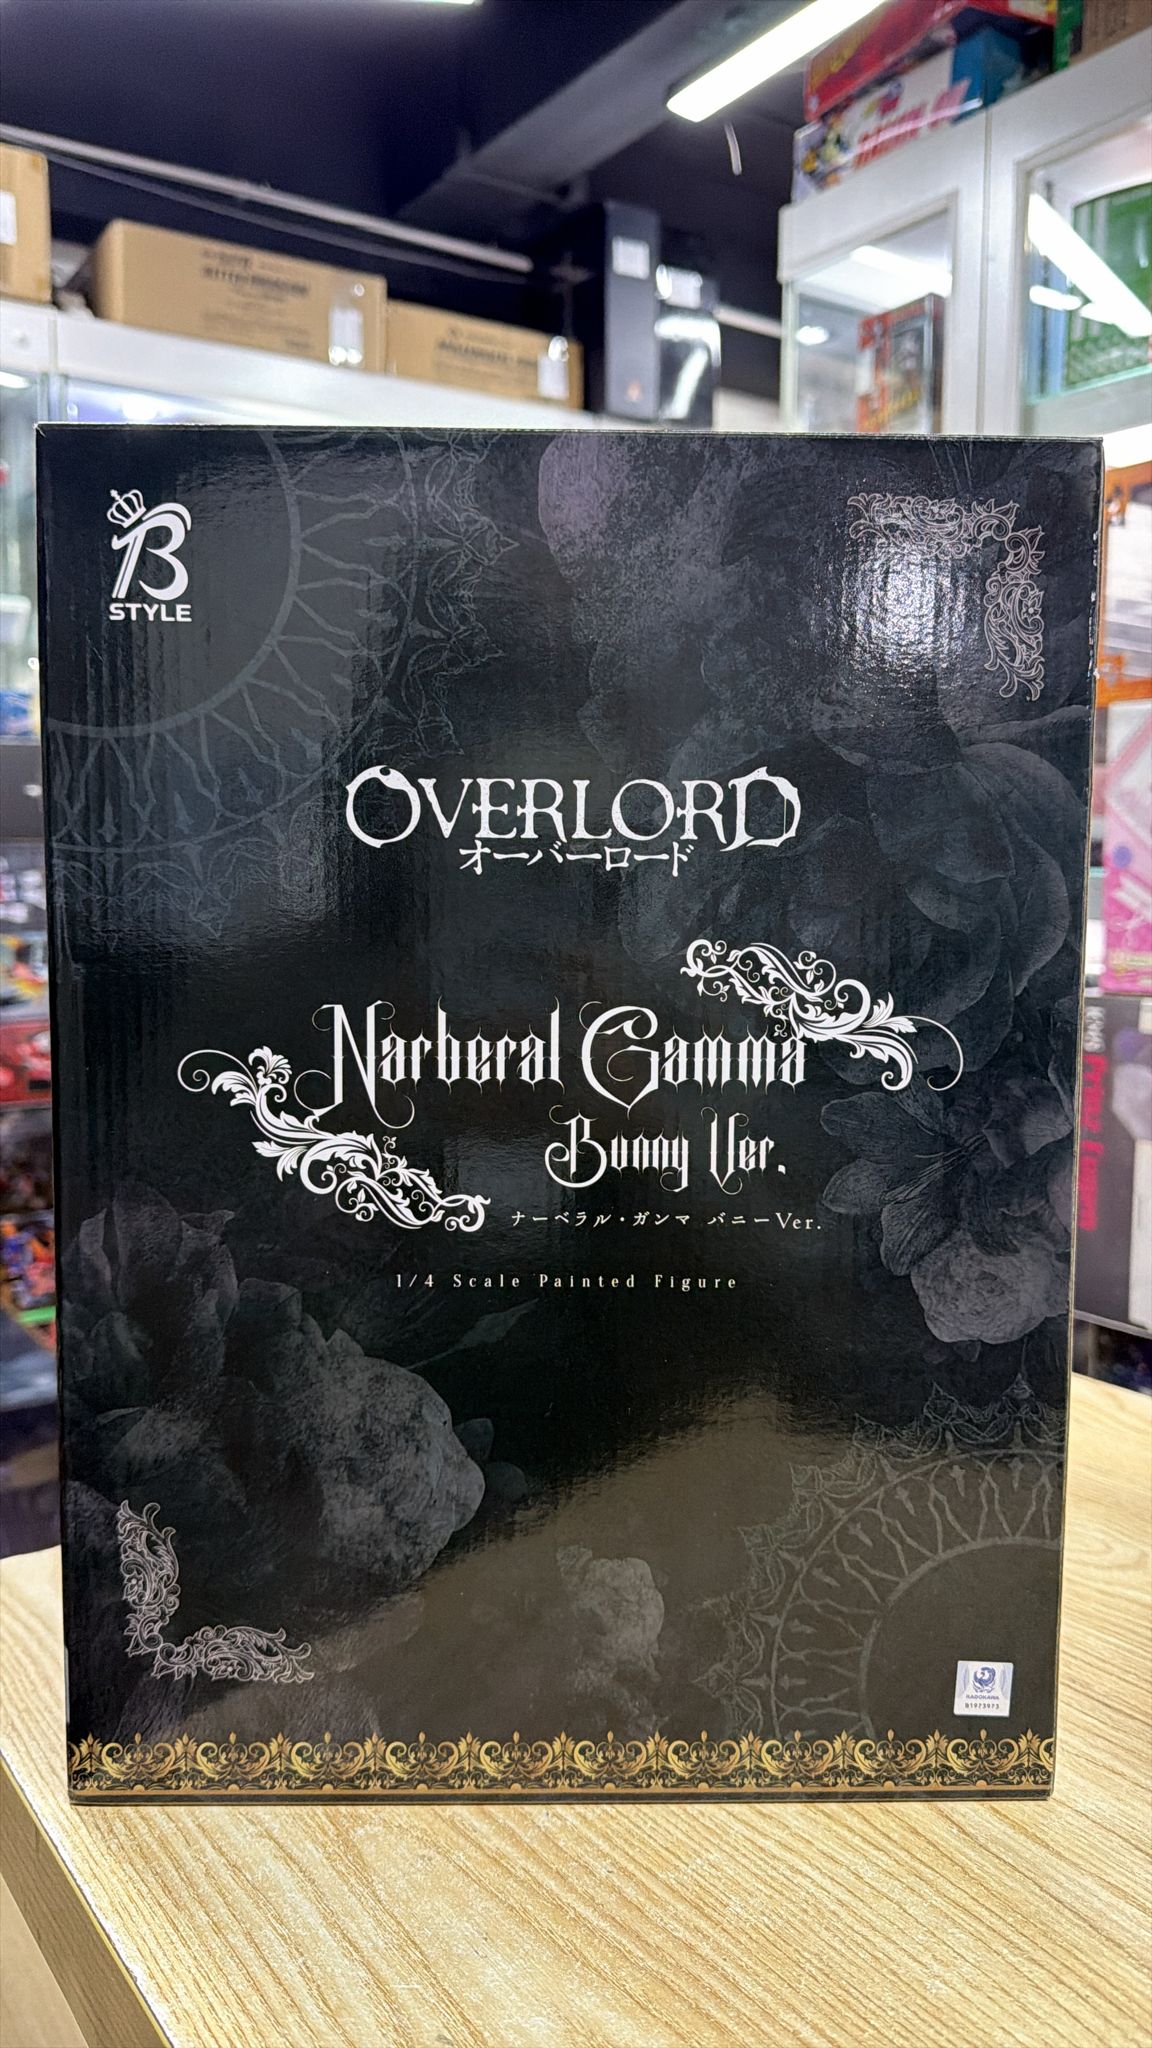 B
STYLE
OVERLORD
オーバーロード
Narberal Gamma
Bunny Ver.
ナーベラル・ガンマ バニーVer.
1/4 Scale Painted Figure
KADOKAWA